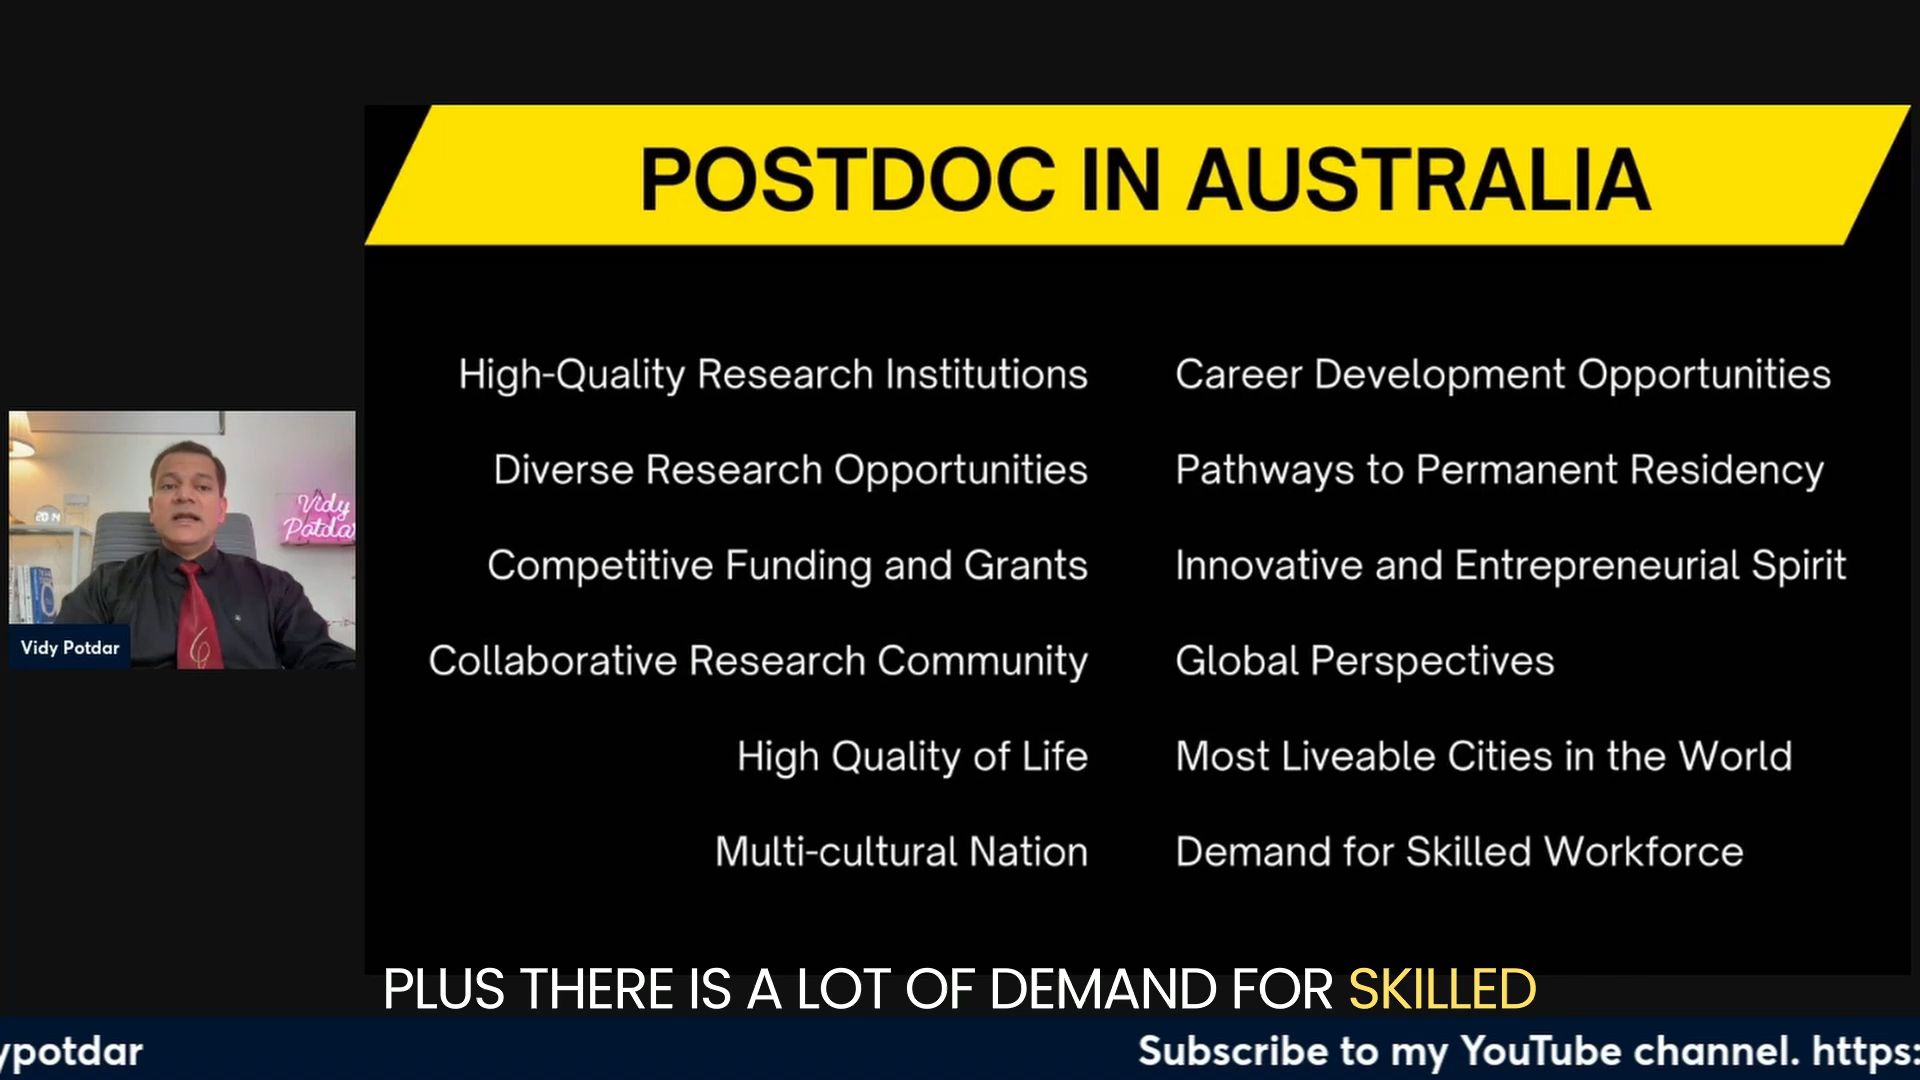 POSTDOC IN AUSTRALIA
High-Quality Research Institutions
Diverse Research Opportunities
Competitive Funding and Grants
Collaborative Research Community
High Quality of Life
Multi-cultural Nation
Career Development Opportunities
Pathways to Permanent Residency
Innovative and Entrepreneurial Spirit
Global Perspectives
Most Liveable Cities in the World
Demand for Skilled Workforce
20:14
Vidy
Potdar
Vidy Potdar
PLUS THERE IS A LOT OF DEMAND FOR SKILLED
ypotdar
Subscribe to my YouTube channel. https: